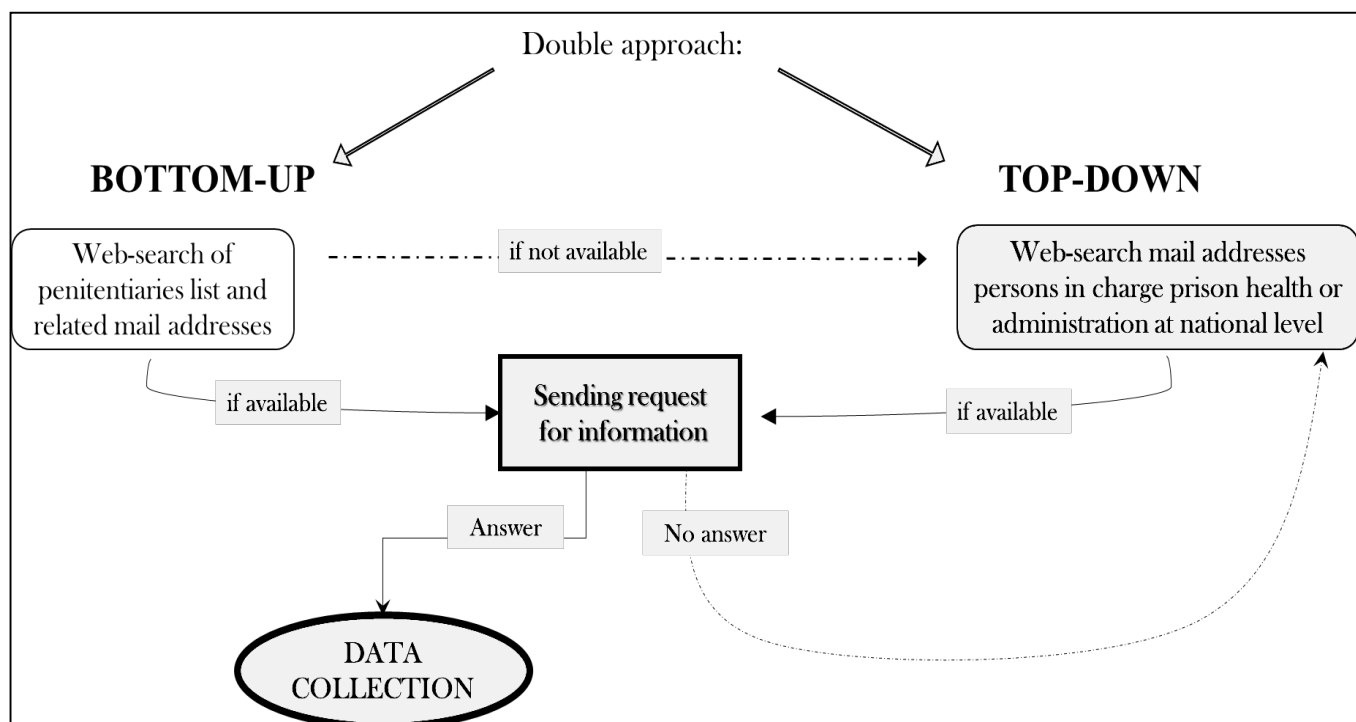 Double approach:
BOTTOM-UP
TOP-DOWN
Web-search of
penitentiaries list and
related mail addresses
if not available
Web-search mail addresses
persons in charge prison health or
administration at national level
if available
Sending request
for information
if available
Answer
No answer
DATA
COLLECTION